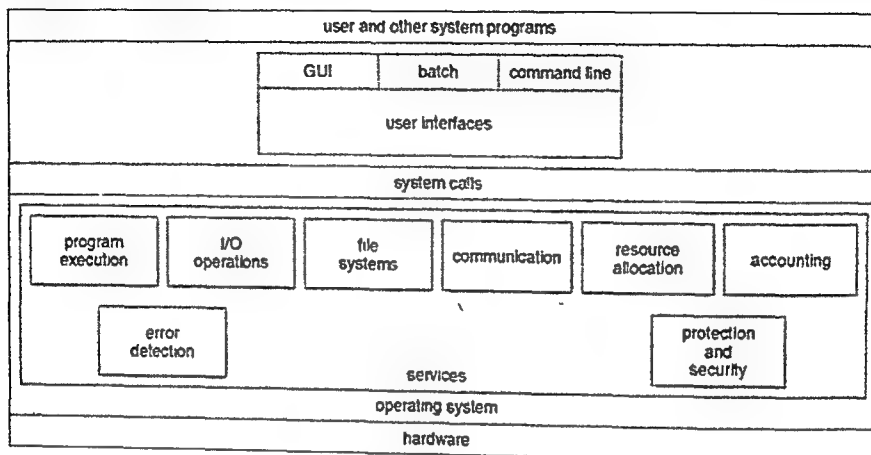 user and other system programs
GUI batch command line
user interfaces
system calls
program execution
I/O operations
file systems
communication
resource allocation
accounting
error detection
protection and security
services
operating system
hardware